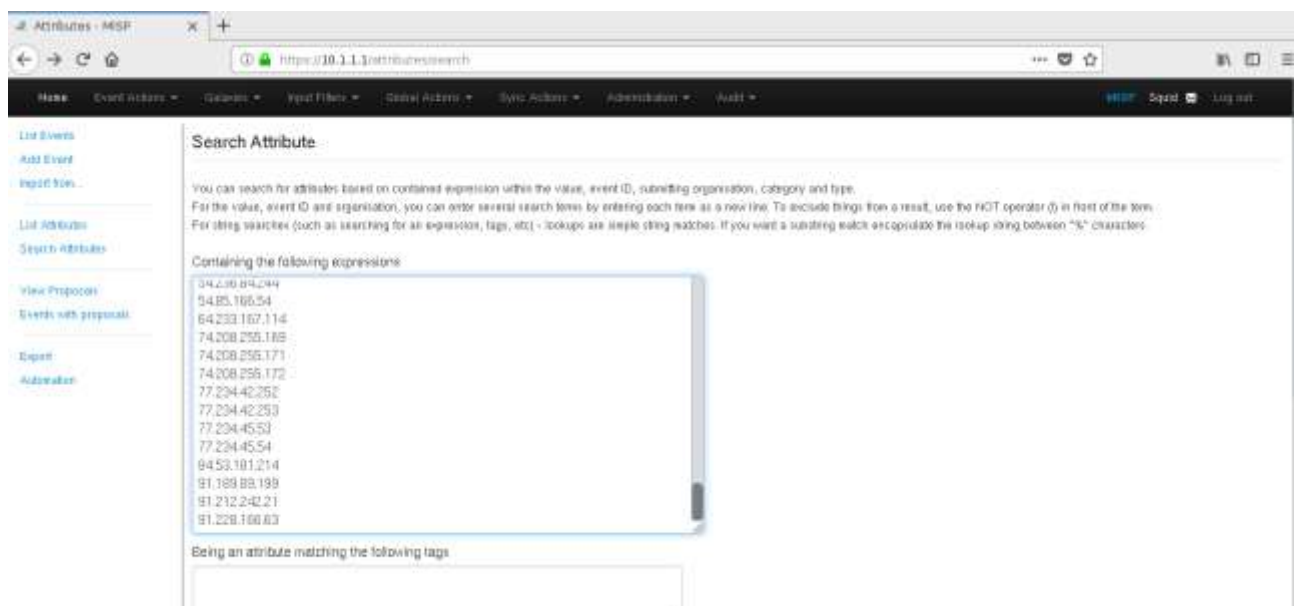 Attributes - MISP
https://10.1.1.1/attributes/search
Home Event Actions Galaxies Input Filters Global Actions Sync Actions Administration Audit MISP Squid Log out
List Events
Add Event
Import from...
List Attributes
Search Attributes
View Proposals
Events with proposals
Export
Automation
Search Attribute
You can search for attributes based on contained expression within the value, event ID, submitting organisation, category and type.
For the value, event ID and organisation, you can enter several search terms by entering each term as a new line. To exclude things from a result, use the NOT operator (!) in front of the term.
For string searches (such as searching for an expression, tags, etc) - lookups are simple string matches. If you want a substring match encapsulate the lookup string between "%" characters.
Containing the following expressions
54.236.84.244
54.85.166.54
64.233.167.114
74.208.255.169
74.208.255.171
74.208.255.172
77.234.42.252
77.234.42.253
77.234.45.53
77.234.45.54
91.189.89.199
91.212.242.21
Being an attribute matching the following tags